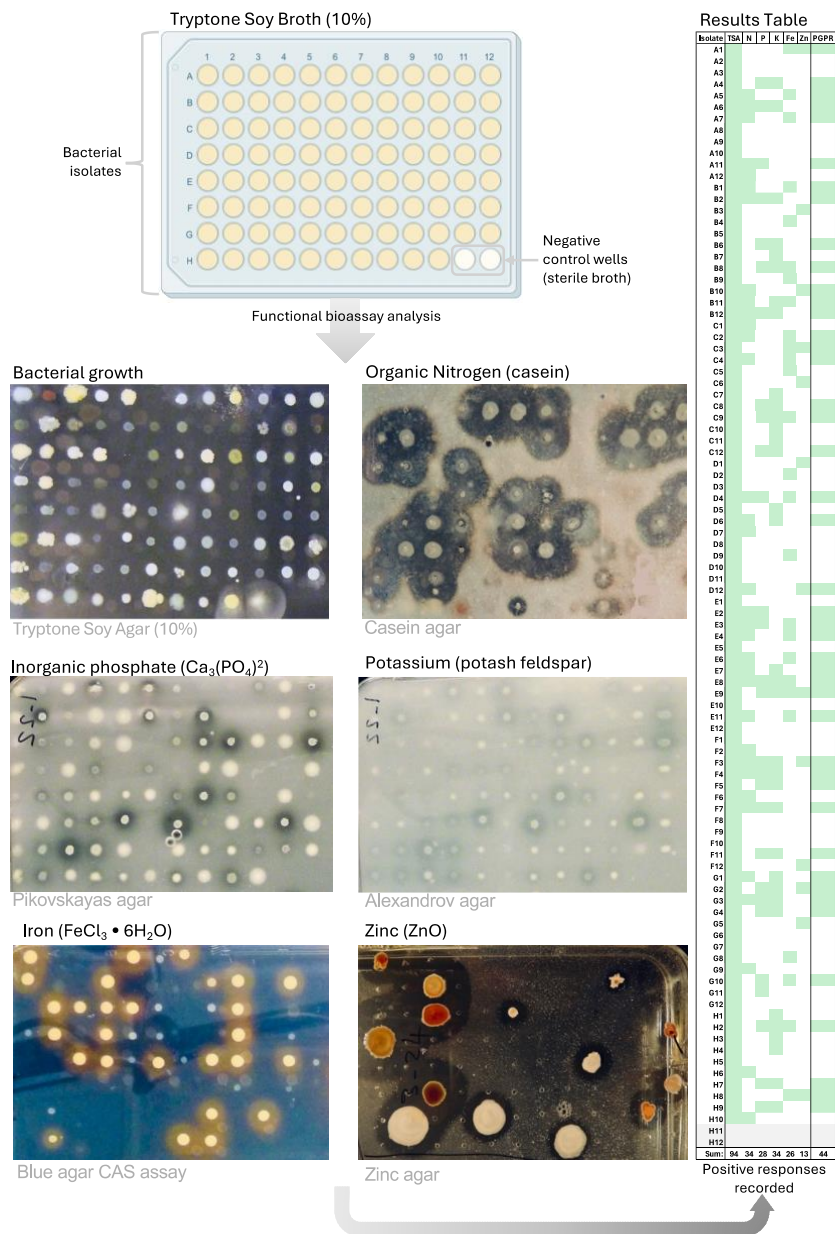 Tryptone Soy Broth (10%)
1 2 3 4 5 6 7 8 9 10 11 12
A
B
C
D
E
F
G
H
Bacterial
isolates
Negative
control wells
(sterile broth)
Functional bioassay analysis
Bacterial growth
Tryptone Soy Agar (10%)
Organic Nitrogen (casein)
Casein agar
Inorganic phosphate (Ca₃(PO₄)²)
Pikovskayas agar
Potassium (potash feldspar)
Alexandrov agar
Iron (FeCl₃ • 6H₂O)
Blue agar CAS assay
Zinc (ZnO)
Zinc agar
Results Table
Isolate TSA N P K Fe Zn PGPR
A1
A2
A3
A4
A5
A6
A7
A8
A9
A10
A11
A12
B1
B2
B3
B4
B5
B6
B7
B8
B9
B10
B11
B12
C1
C2
C3
C4
C5
C6
C7
C8
C9
C10
C11
C12
D1
D2
D3
D4
D5
D6
D7
D8
D9
D10
D11
D12
E1
E2
E3
E4
E5
E6
E7
E8
E9
E10
E11
E12
F1
F2
F3
F4
F5
F6
F7
F8
F9
F10
F11
F12
G1
G2
G3
G4
G5
G6
G7
G8
G9
G10
G11
G12
H1
H2
H3
H4
H5
H6
H7
H8
H9
H10
H11
H12
Sum: 94 34 28 34 26 13 44
Positive responses
recorded